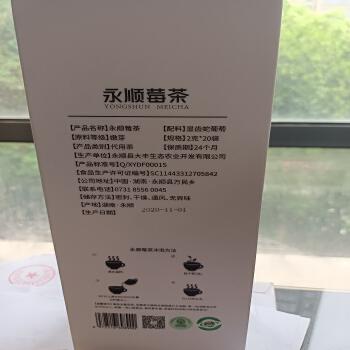 永顺莓茶
YONGSHUN MEICHA
【产品名称】永顺莓茶 【配料】显齿蛇葡萄
【原料等级】嫩芽 【规格】2克*20袋
【产品类别】代用茶 【保质期】24个月
【生产单位】永顺县大丰生态农业开发有限公司
【产品标准号】Q/XYDF0001S
【食品生产许可证编号】SC11443312705842
【公司地址】中国·湖南·永顺县万民乡
【联系电话】0731 8556 0045
【储存方法】密封、干燥、通风、无异味
【产地】湖南·永顺
【生产日期】 2020-11-01
永顺莓茶冲泡方法